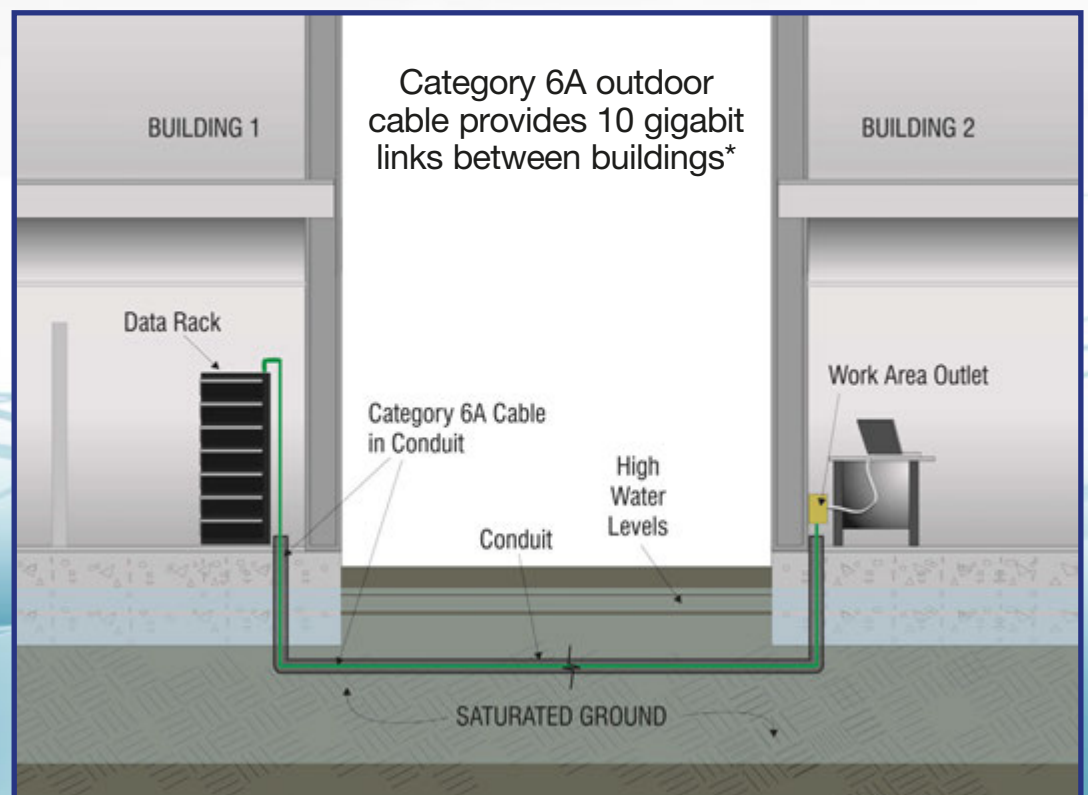 Category 6A outdoor
cable provides 10 gigabit
links between buildings*
BUILDING 1
BUILDING 2
Data Rack
Work Area Outlet
Category 6A Cable
in Conduit
High
Water
Levels
Conduit
SATURATED GROUND